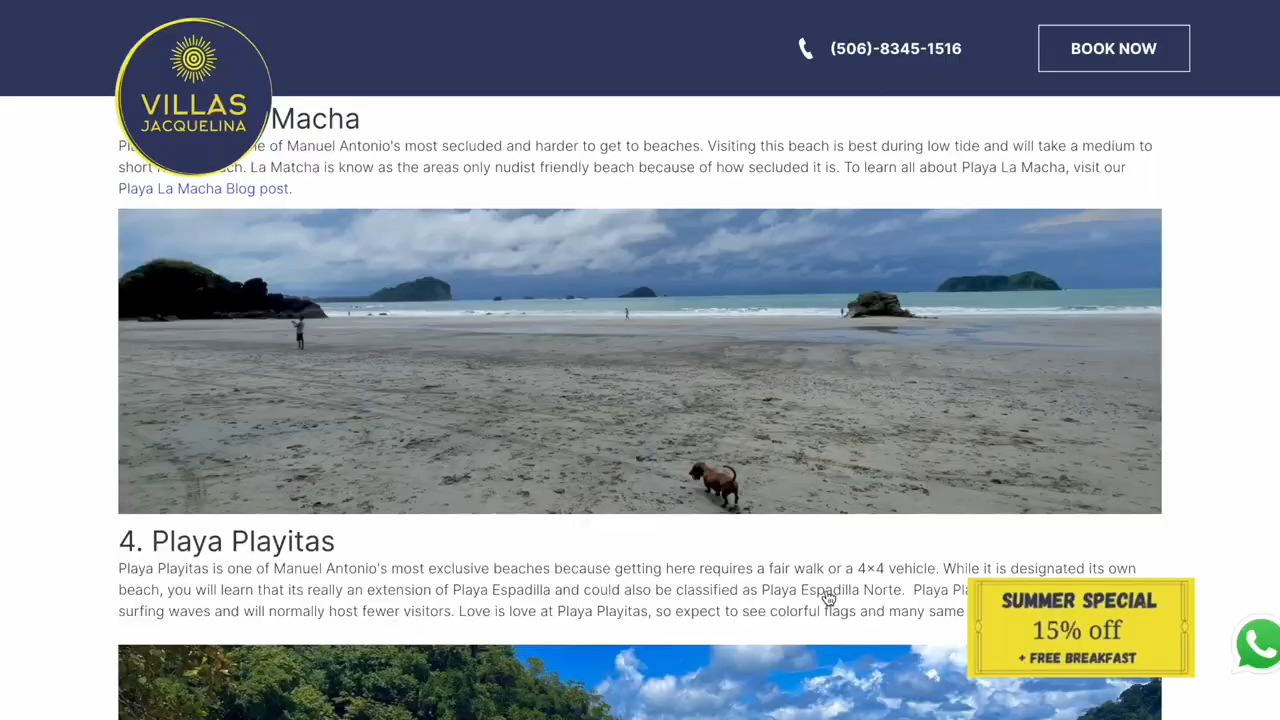 VILLAS
JACQUELINA
(506)-8345-1516
BOOK NOW
Macha
of Manuel Antonio's most secluded and harder to get to beaches. Visiting this beach is best during low tide and will take a medium to
short La Matcha is know as the areas only nudist friendly beach because of how secluded it is. To learn all about Playa La Macha, visit our
Playa La Macha Blog post.
4. Playa Playitas
Playa Playitas is one of Manuel Antonio's most exclusive beaches because getting here requires a fair walk or a 4×4 vehicle. While it is designated its own
beach, you will learn that its really an extension of Playa Espadilla and could also be classified as Playa Espadilla Norte. Playa
surfing waves and will normally host fewer visitors. Love is love at Playa Playitas, so expect to see colorful flags and many same
SUMMER SPECIAL
15% off
+ FREE BREAKFAST